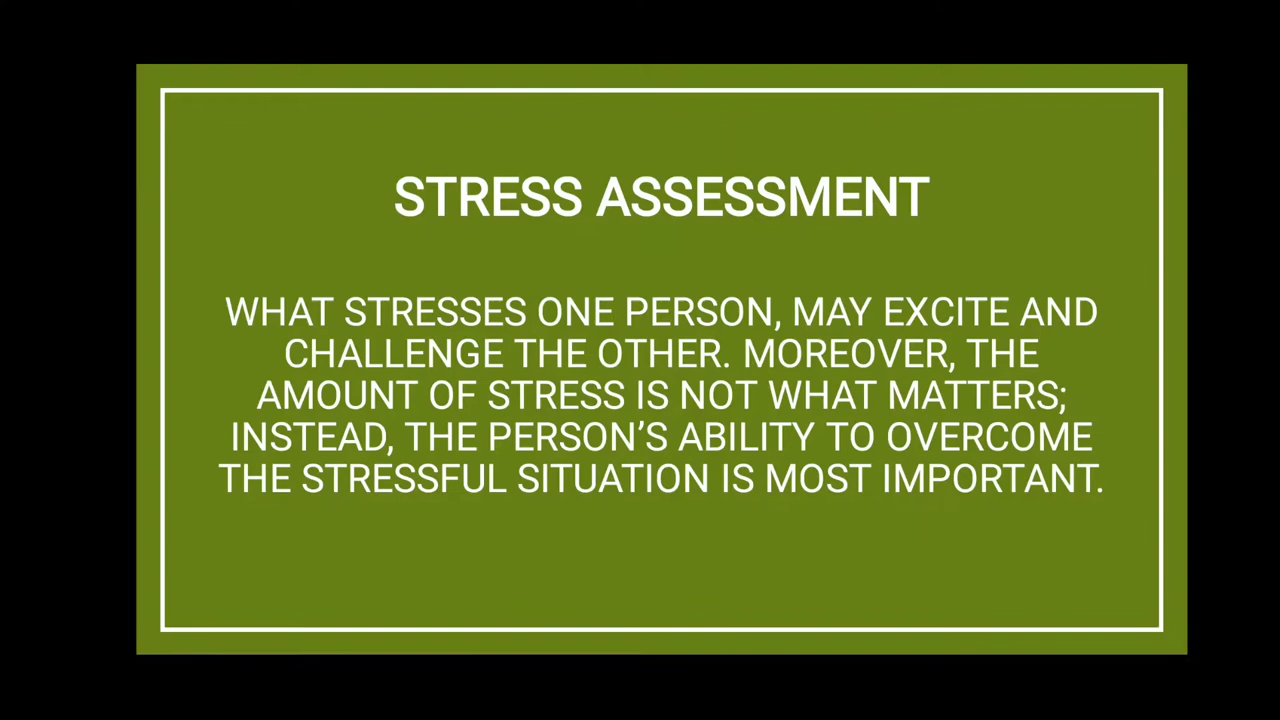 STRESS ASSESSMENT
WHAT STRESSES ONE PERSON, MAY EXCITE AND
CHALLENGE THE OTHER. MOREOVER, THE
AMOUNT OF STRESS IS NOT WHAT MATTERS;
INSTEAD, THE PERSON’S ABILITY TO OVERCOME
THE STRESSFUL SITUATION IS MOST IMPORTANT.